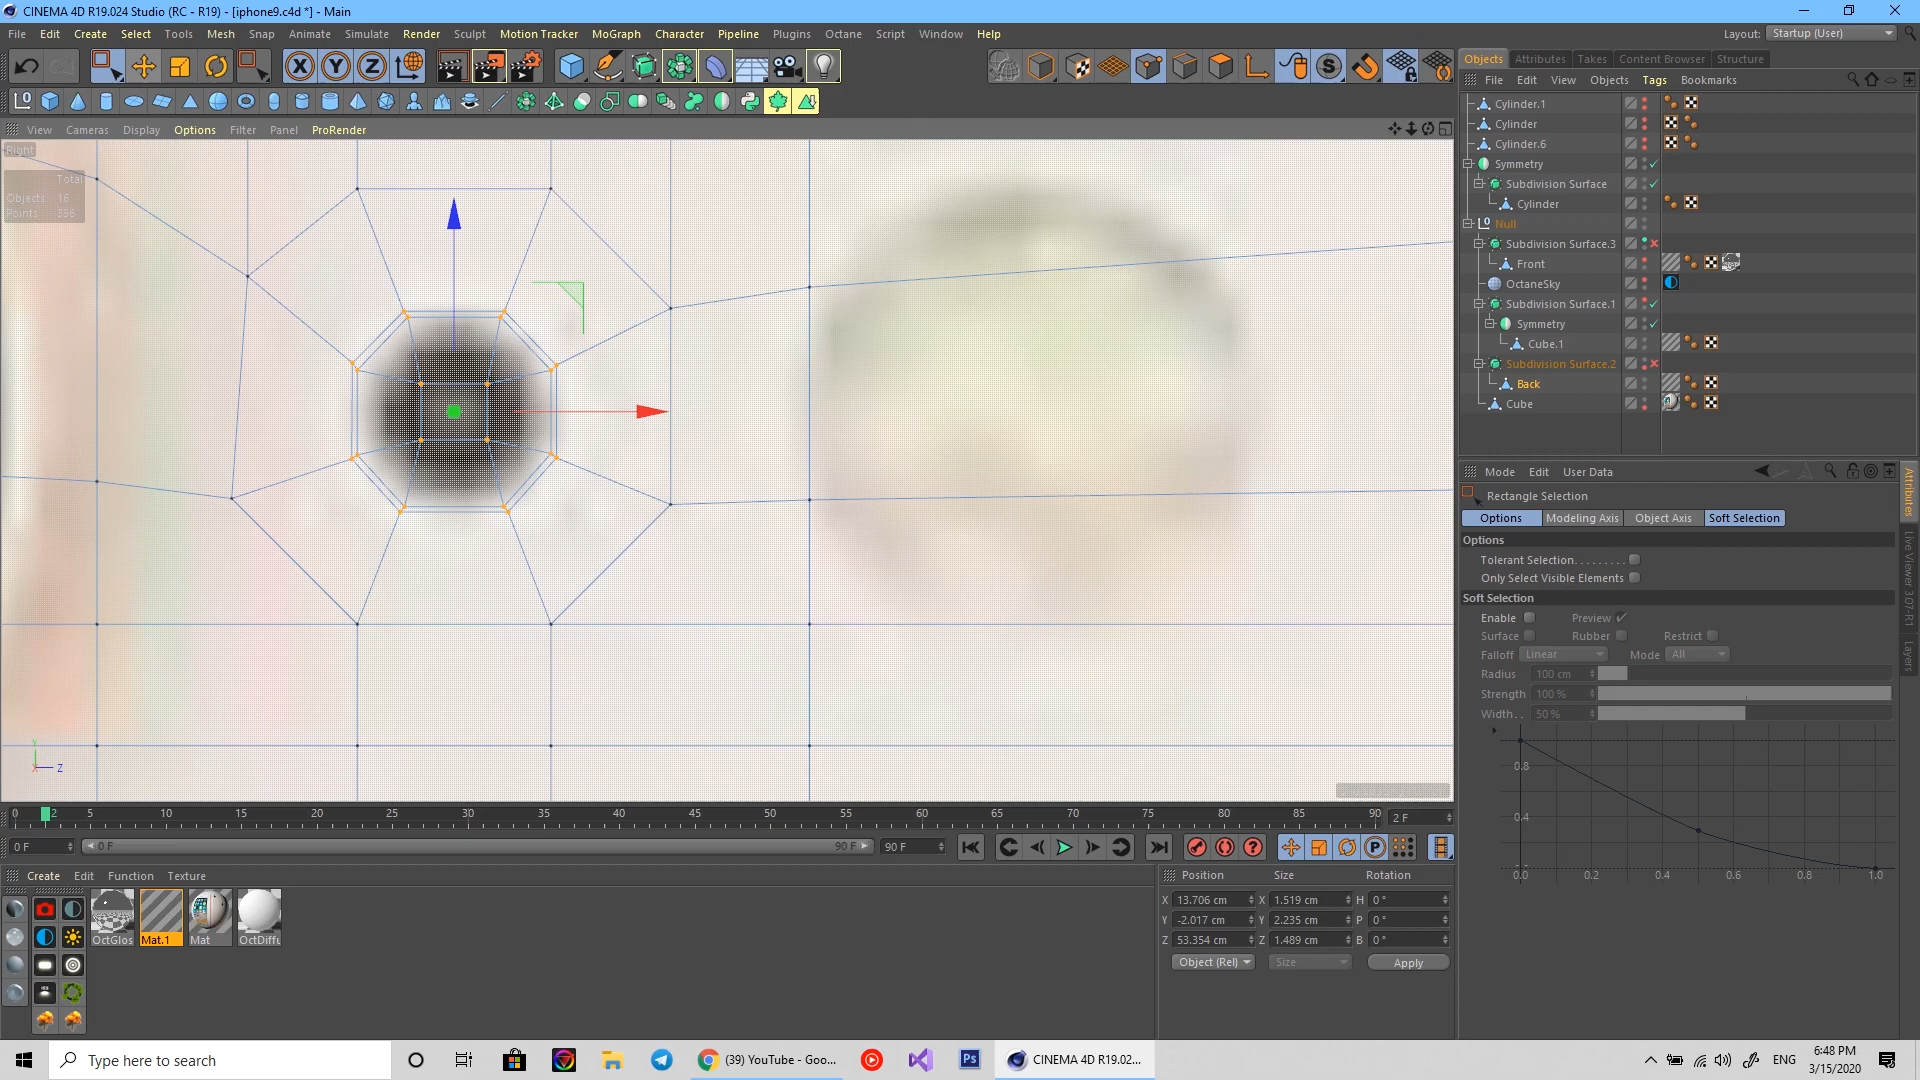 CINEMA 4D R19.024 Studio (RC - R19) - [iphone9.c4d *] - Main
File Edit Create Select Tools Mesh Snap Animate Simulate Render Sculpt Motion Tracker MoGraph Character Pipeline Plugins Octane Script Window Help Layout: Startup (User)
Objects Attributes Takes Content Browser Structure
File Edit View Objects Tags Bookmarks
View Cameras Display Options Filter Panel ProRender
Right
Total
Objects 16
Points 396
Cylinder.1
Cylinder
Cylinder.6
Symmetry
Subdivision Surface
Cylinder
Null
Subdivision Surface.3
Front
OctaneSky
Subdivision Surface.1
Symmetry
Cube.1
Subdivision Surface.2
Back
Cube
Mode Edit User Data
Rectangle Selection
Options Modeling Axis Object Axis Soft Selection
Options
Tolerant Selection
Only Select Visible Elements
Soft Selection
Enable Preview
Surface Rubber Restrict
Falloff Linear Mode All
Radius 100 cm
Strength 100 %
Width 50 %
0.8
0.4
0.0 0.2 0.4 0.6 0.8 1.0
Attributes
Live Viewer 3.07-R1
Layers
Y
X Z
0 2 5 10 15 20 25 30 35 40 45 50 55 60 65 70 75 80 85 90 2 F
0 F 0 F 90 F 90 F
Create Edit Function Texture
OctGlos Mat.1 Mat OctDiffu
Position Size Rotation
X 13.706 cm X 1.519 cm H 0 °
Y -2.017 cm Y 2.235 cm P 0 °
Z 53.354 cm Z 1.489 cm B 0 °
Object (Rel) Size Apply
Type here to search
(39) YouTube - Goo...
CINEMA 4D R19.02...
ENG
6:48 PM
3/15/2020